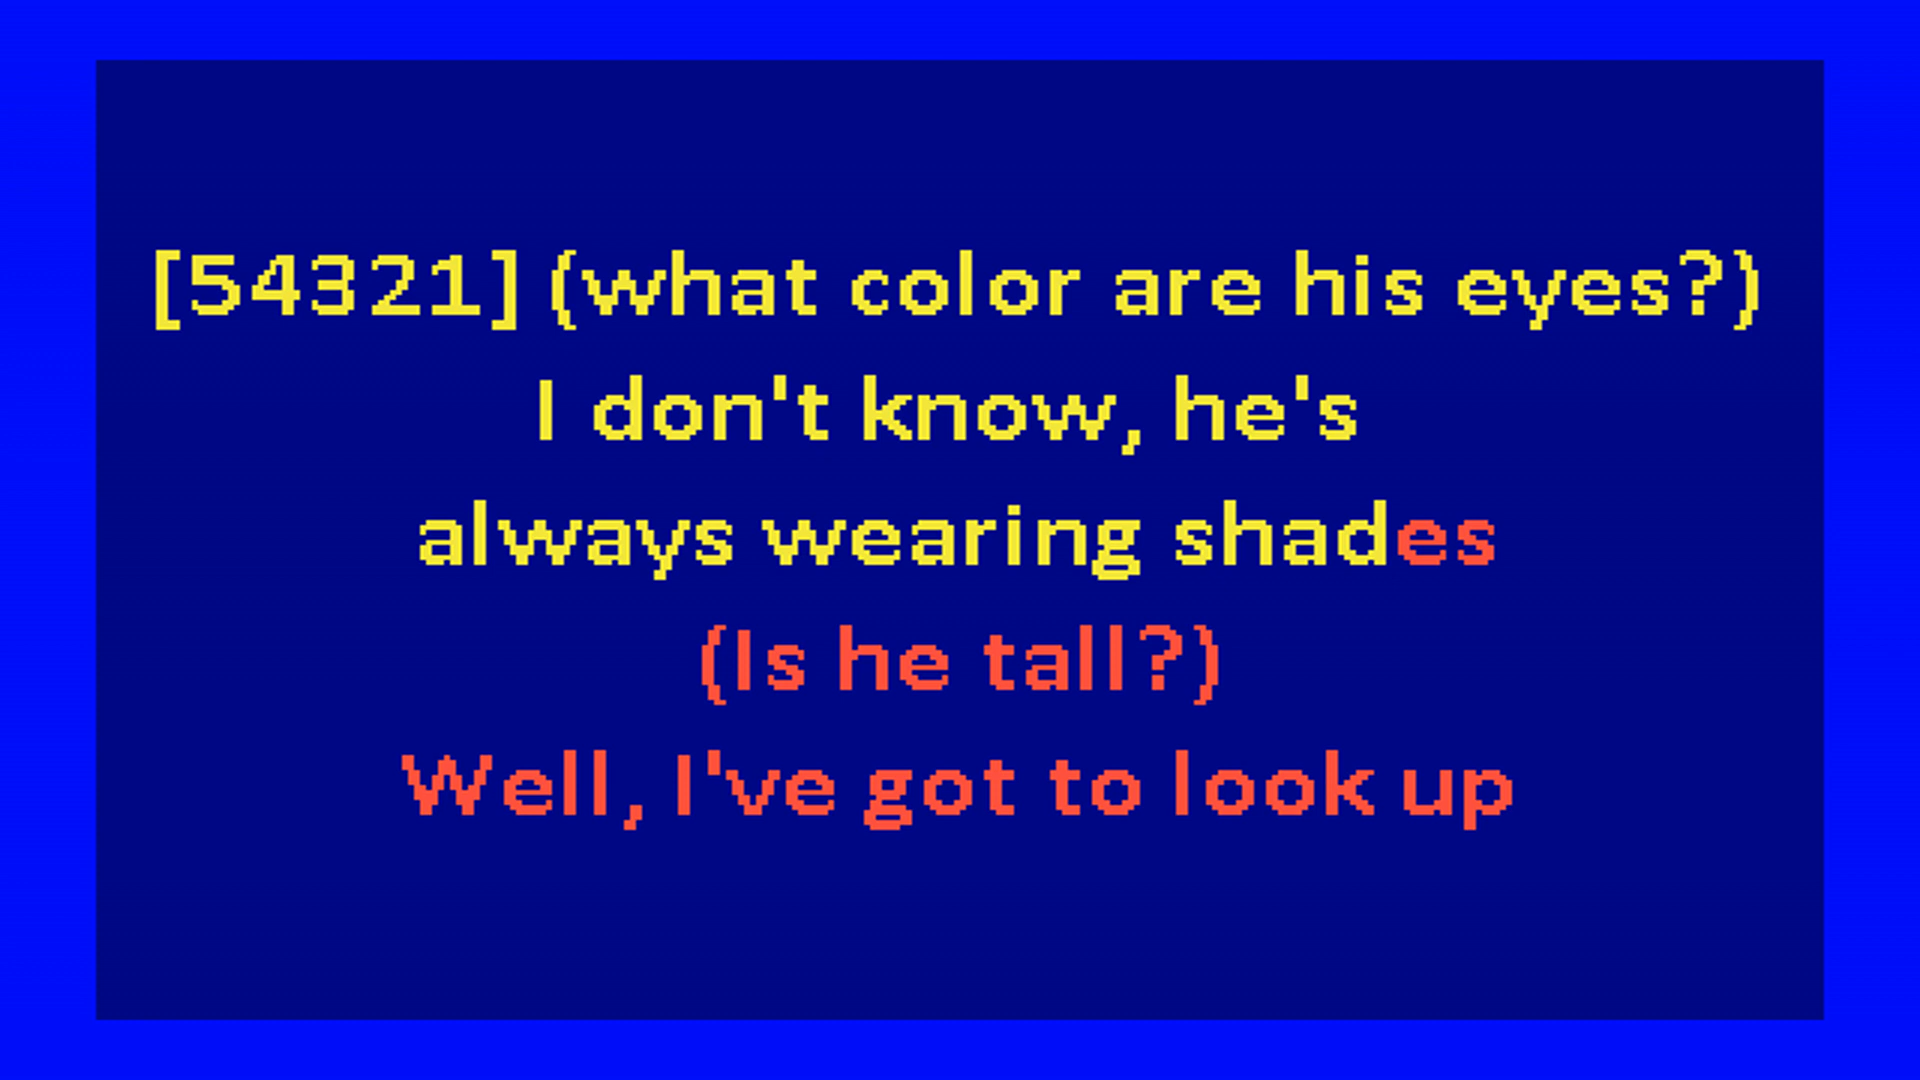 [54321] (what color are his eyes?)
I don't know, he's
always wearing shades
(Is he tall?)
Well, I've got to look up